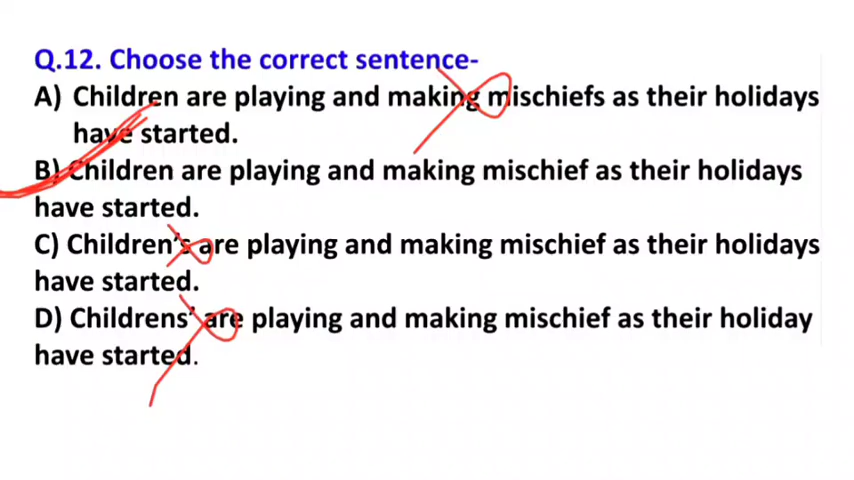 Q.12. Choose the correct sentence-
A) Children are playing and making mischiefs as their holidays
have started.
B) Children are playing and making mischief as their holidays
have started.
C) Children's are playing and making mischief as their holidays
have started.
D) Childrens' are playing and making mischief as their holiday
have started.